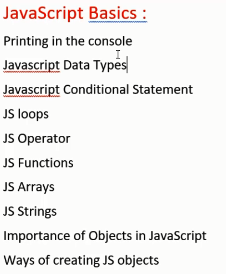 JavaScript Basics :
Printing in the console
Javascript Data Types
Javascript Conditional Statement
JS loops
JS Operator
JS Functions
JS Arrays
JS Strings
Importance of Objects in JavaScript
Ways of creating JS objects